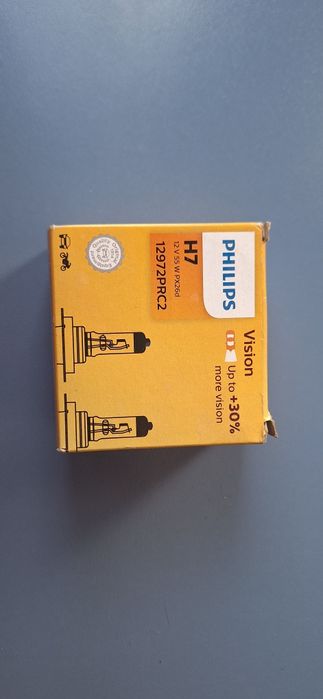 PHILIPS
H7
12 V 55 W PX26d
12972PRC2
Vision
Up to +30%
more vision